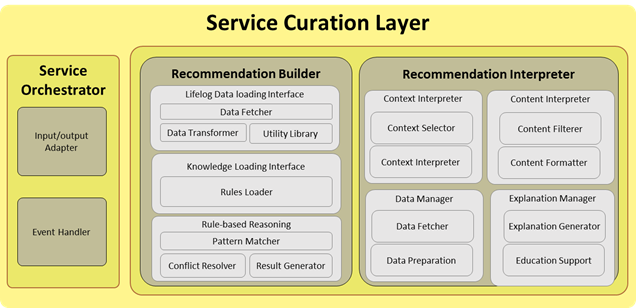 Service Curation Layer
Service
Orchestrator
Input/output
Adapter
Event Handler
Recommendation Builder
Lifelog Data loading Interface
Data Fetcher
Data Transformer
Utility Library
Knowledge Loading Interface
Rules Loader
Rule-based Reasoning
Pattern Matcher
Conflict Resolver
Result Generator
Recommendation Interpreter
Context Interpreter
Context Selector
Context Interpreter
Content Interpreter
Content Filterer
Content Formatter
Data Manager
Data Fetcher
Data Preparation
Explanation Manager
Explanation Generator
Education Support